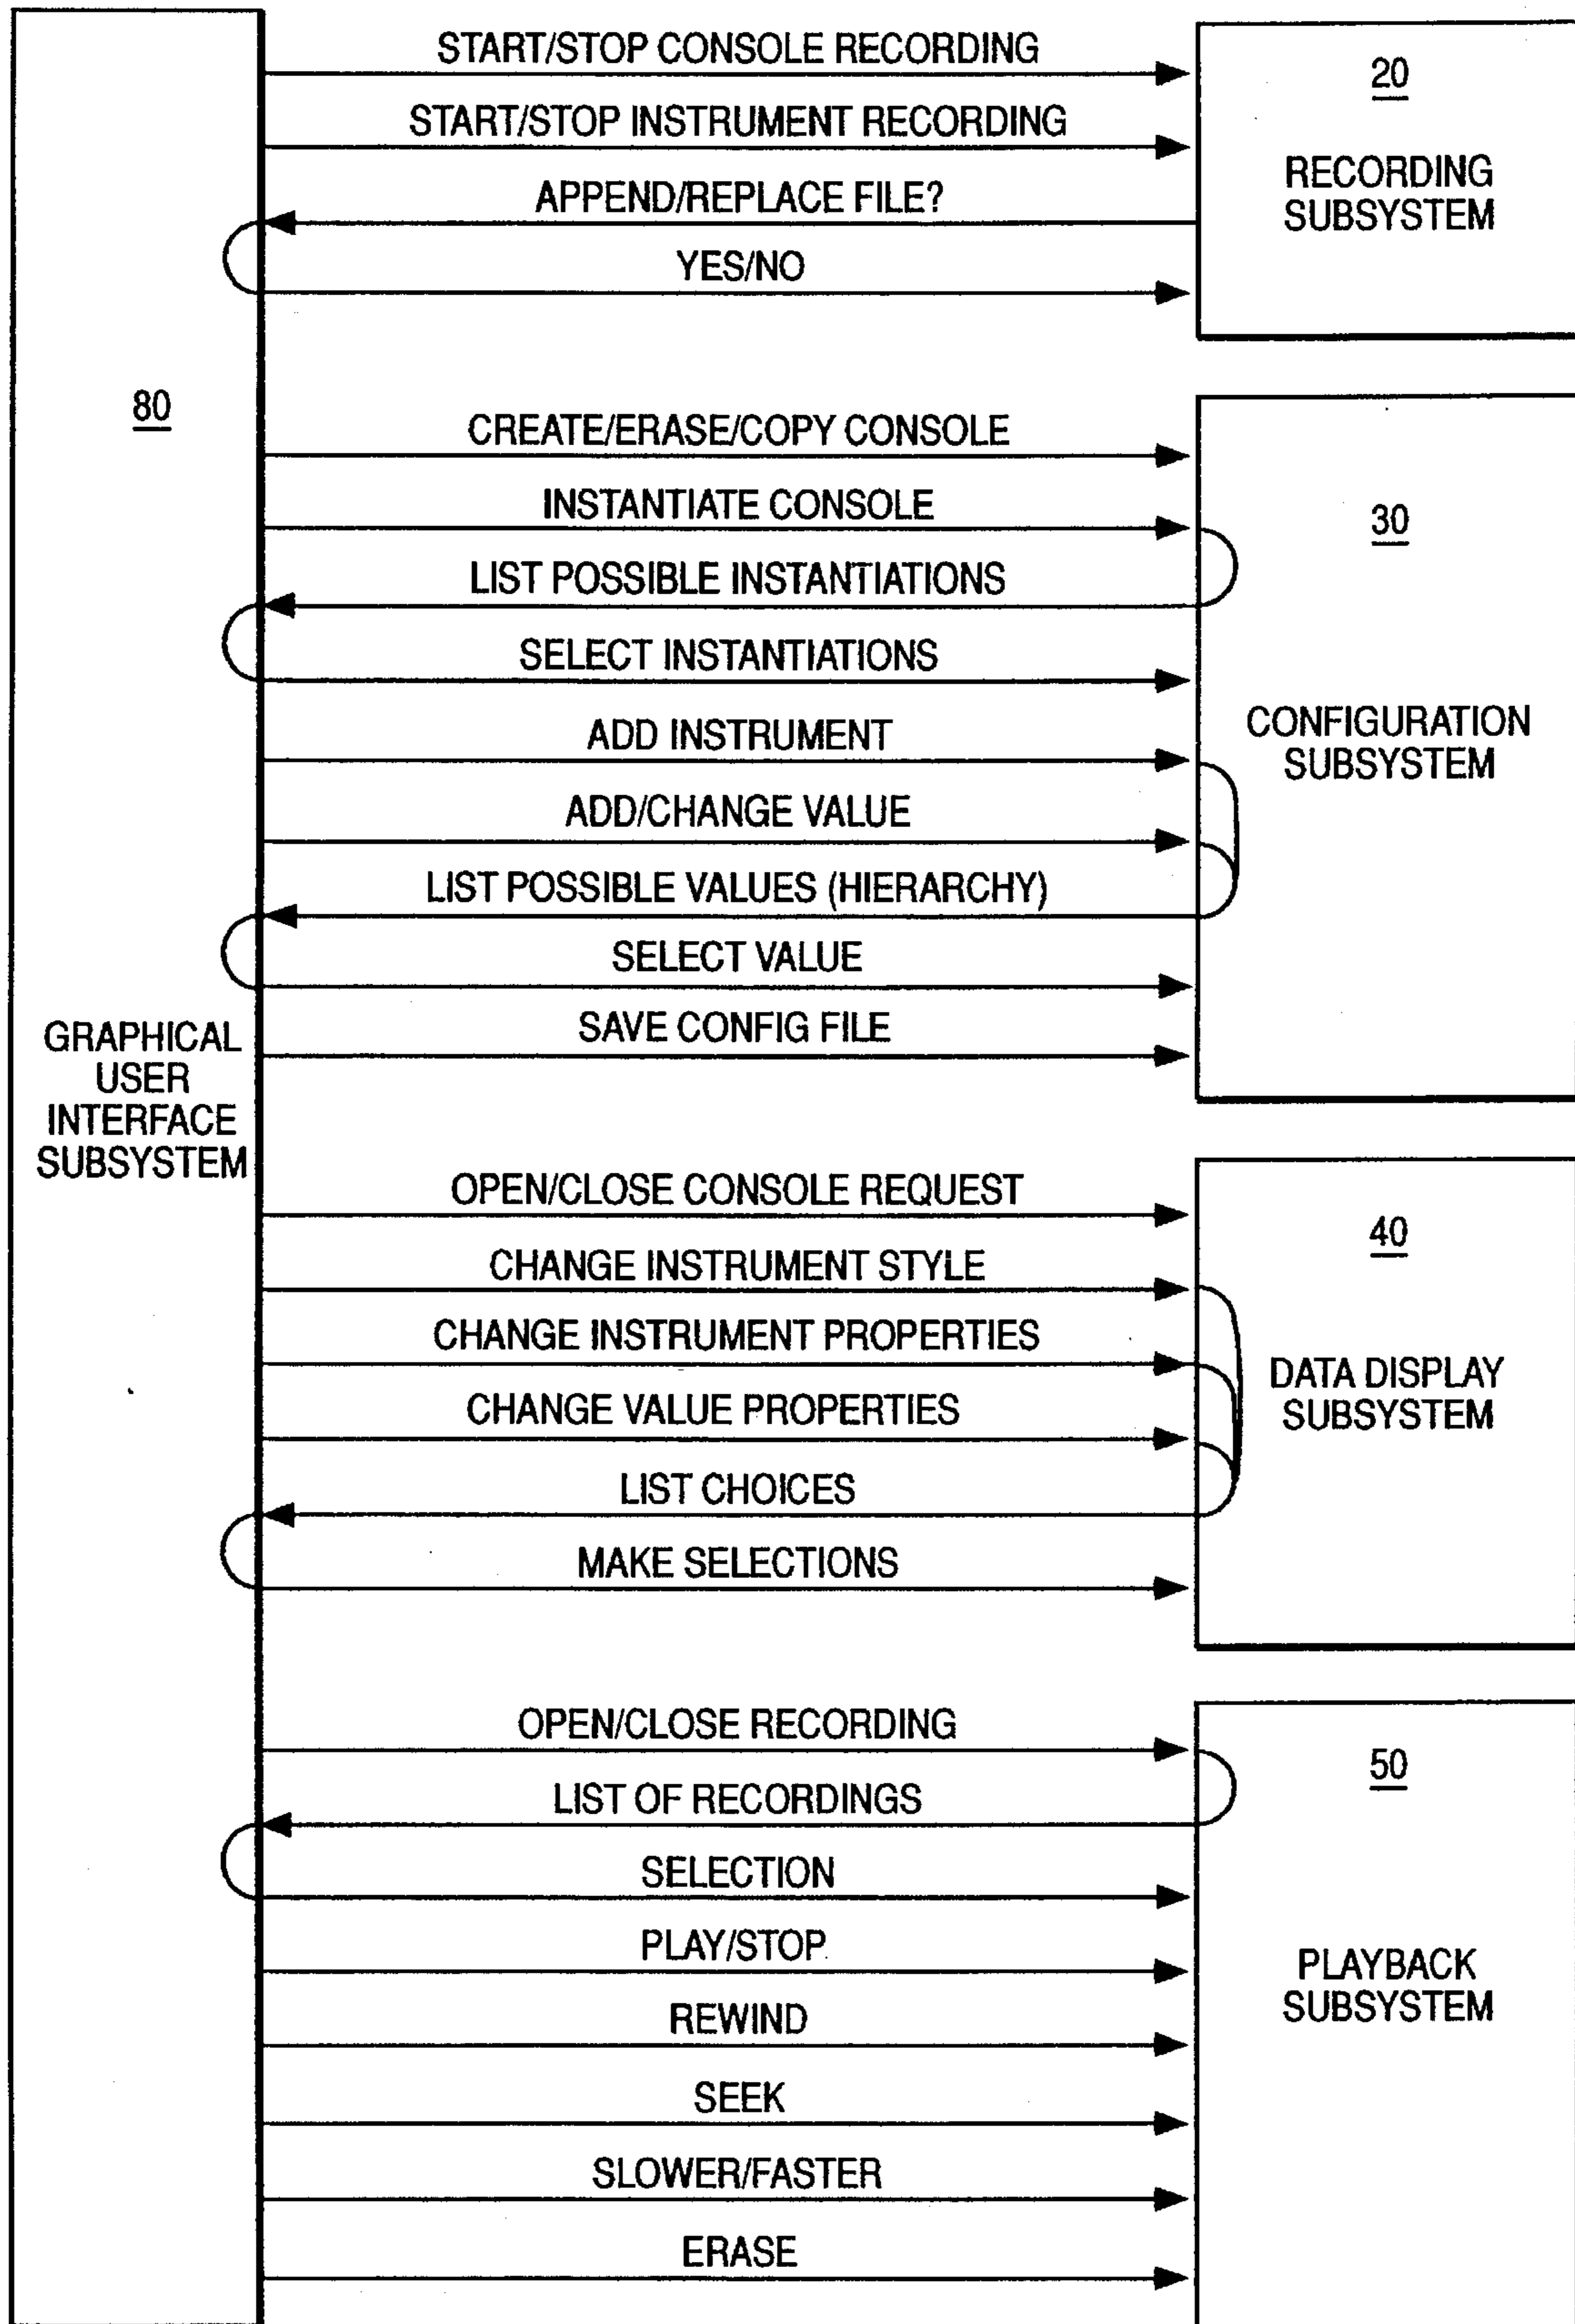 START/STOP CONSOLE RECORDING
START/STOP INSTRUMENT RECORDING
APPEND/REPLACE FILE?
YES/NO
20
RECORDING
SUBSYSTEM
80
GRAPHICAL
USER
INTERFACE
SUBSYSTEM
CREATE/ERASE/COPY CONSOLE
INSTANTIATE CONSOLE
LIST POSSIBLE INSTANTIATIONS
SELECT INSTANTIATIONS
ADD INSTRUMENT
ADD/CHANGE VALUE
LIST POSSIBLE VALUES (HIERARCHY)
SELECT VALUE
SAVE CONFIG FILE
30
CONFIGURATION
SUBSYSTEM
OPEN/CLOSE CONSOLE REQUEST
CHANGE INSTRUMENT STYLE
CHANGE INSTRUMENT PROPERTIES
CHANGE VALUE PROPERTIES
LIST CHOICES
MAKE SELECTIONS
40
DATA DISPLAY
SUBSYSTEM
OPEN/CLOSE RECORDING
LIST OF RECORDINGS
SELECTION
PLAY/STOP
REWIND
SEEK
SLOWER/FASTER
ERASE
50
PLAYBACK
SUBSYSTEM